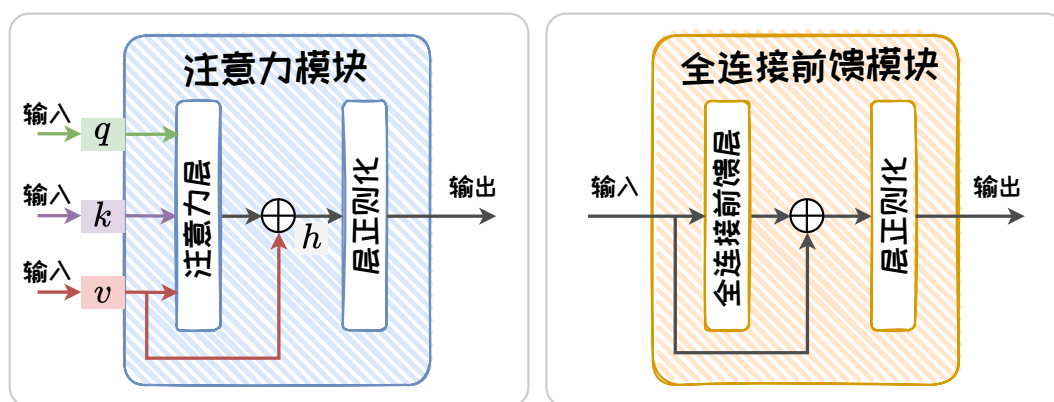 注意力模块
输入
q
输入
k
输入
v
注意力层
h
层正则化
输出
全连接前馈模块
输入
全连接前馈层
层正则化
输出